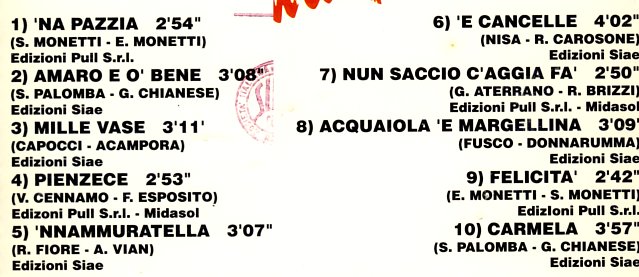 1) 'NA PAZZIA 2'54"
(S. MONETTI - E. MONETTI)
Edizioni Pull S.r.l.
2) AMARO E O' BENE 3'08"
(S. PALOMBA - G. CHIANESE)
Edizioni Siae
3) MILLE VASE 3'11'
(CAPOCCI - ACAMPORA)
Edizioni Siae
4) PIENZECE 2'53"
(V. CENNAMO - F. ESPOSITO)
Edizoni Pull S.r.l. - Midasol
5) 'NNAMMURATELLA 3'07"
(R. FIORE - A. VIAN)
Edizioni Siae
6) 'E CANCELLE 4'02"
(NISA - R. CAROSONE)
Edizioni Siae
7) NUN SACCIO C'AGGIA FA' 2'50"
(G. ATERRANO - R. BRIZZI)
Edizioni Pull S.r.l. - Midasol
8) ACQUAIOLA 'E MARGELLINA 3'09'
(FUSCO - DONNARUMMA)
Edizioni Siae
9) FELICITA' 2'42"
(E. MONETTI - S. MONETTI)
Edizioni Pull S.r.l.
10) CARMELA 3'57"
(S. PALOMBA - G. CHIANESE)
Edizioni Siae